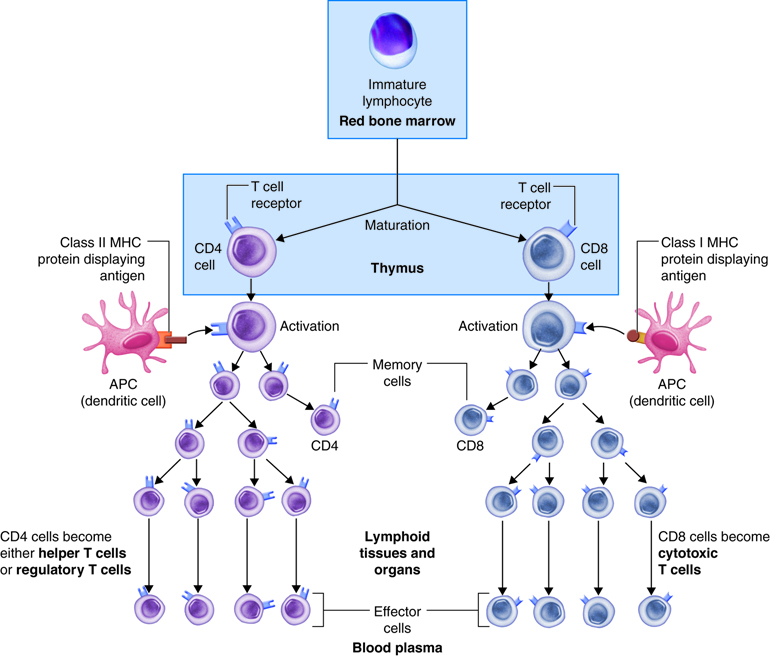 Immature
lymphocyte
Red bone marrow
T cell
receptor
T cell
receptor
Maturation
CD4
cell
CD8
cell
Thymus
Class II MHC
protein displaying
antigen
Class I MHC
protein displaying
antigen
Activation
Activation
APC
(dendritic cell)
APC
(dendritic cell)
Memory
cells
CD4
CD8
CD4 cells become
either helper T cells
or regulatory T cells
Lymphoid
tissues and
organs
CD8 cells become
cytotoxic
T cells
Effector
cells
Blood plasma